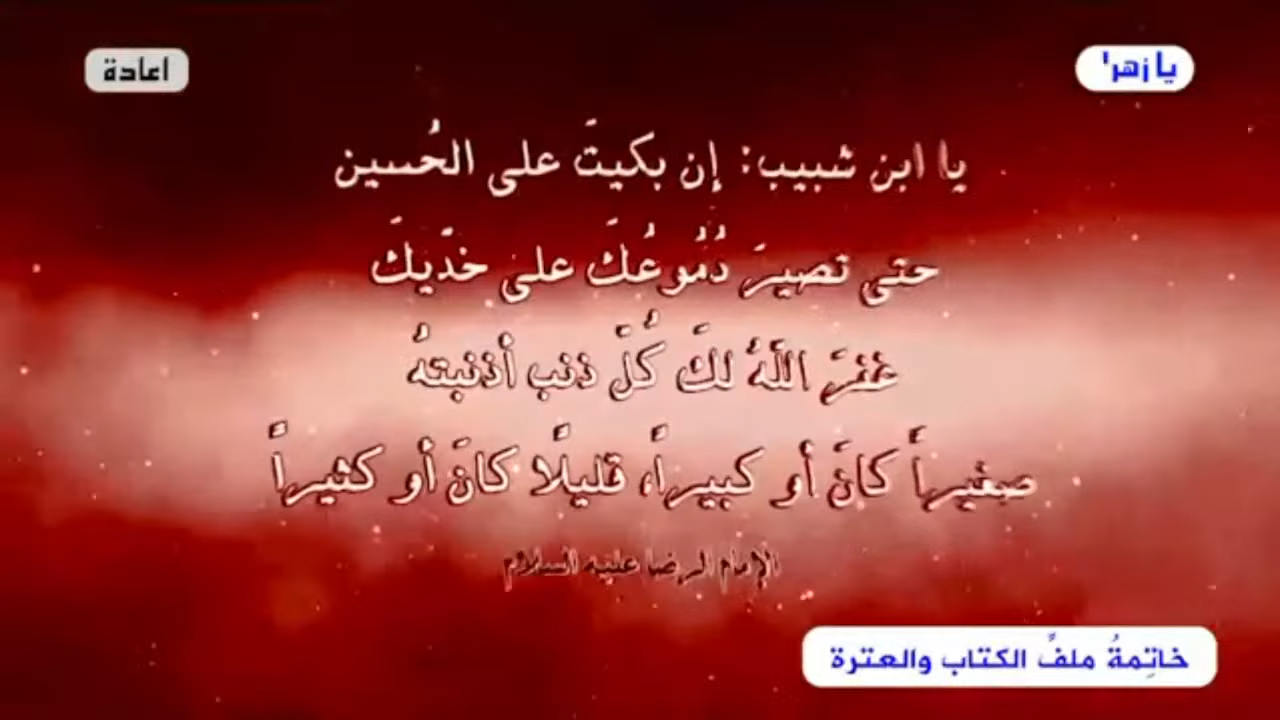 يا زهرا
اعادة
يا ابن شبيب: إن بكيتَ على الحُسين
حتى تصيرَ دُمُوعُكَ على خدّيكَ
غفرَ اللهُ لكَ كُلَّ ذنب أذنبتهُ
صغيراً كانَ أو كبيراً، قليلًا كانَ أو كثيراً
الإمام الرضا عليه السلام
خاتِمةُ ملفِّ الكتاب والعترة